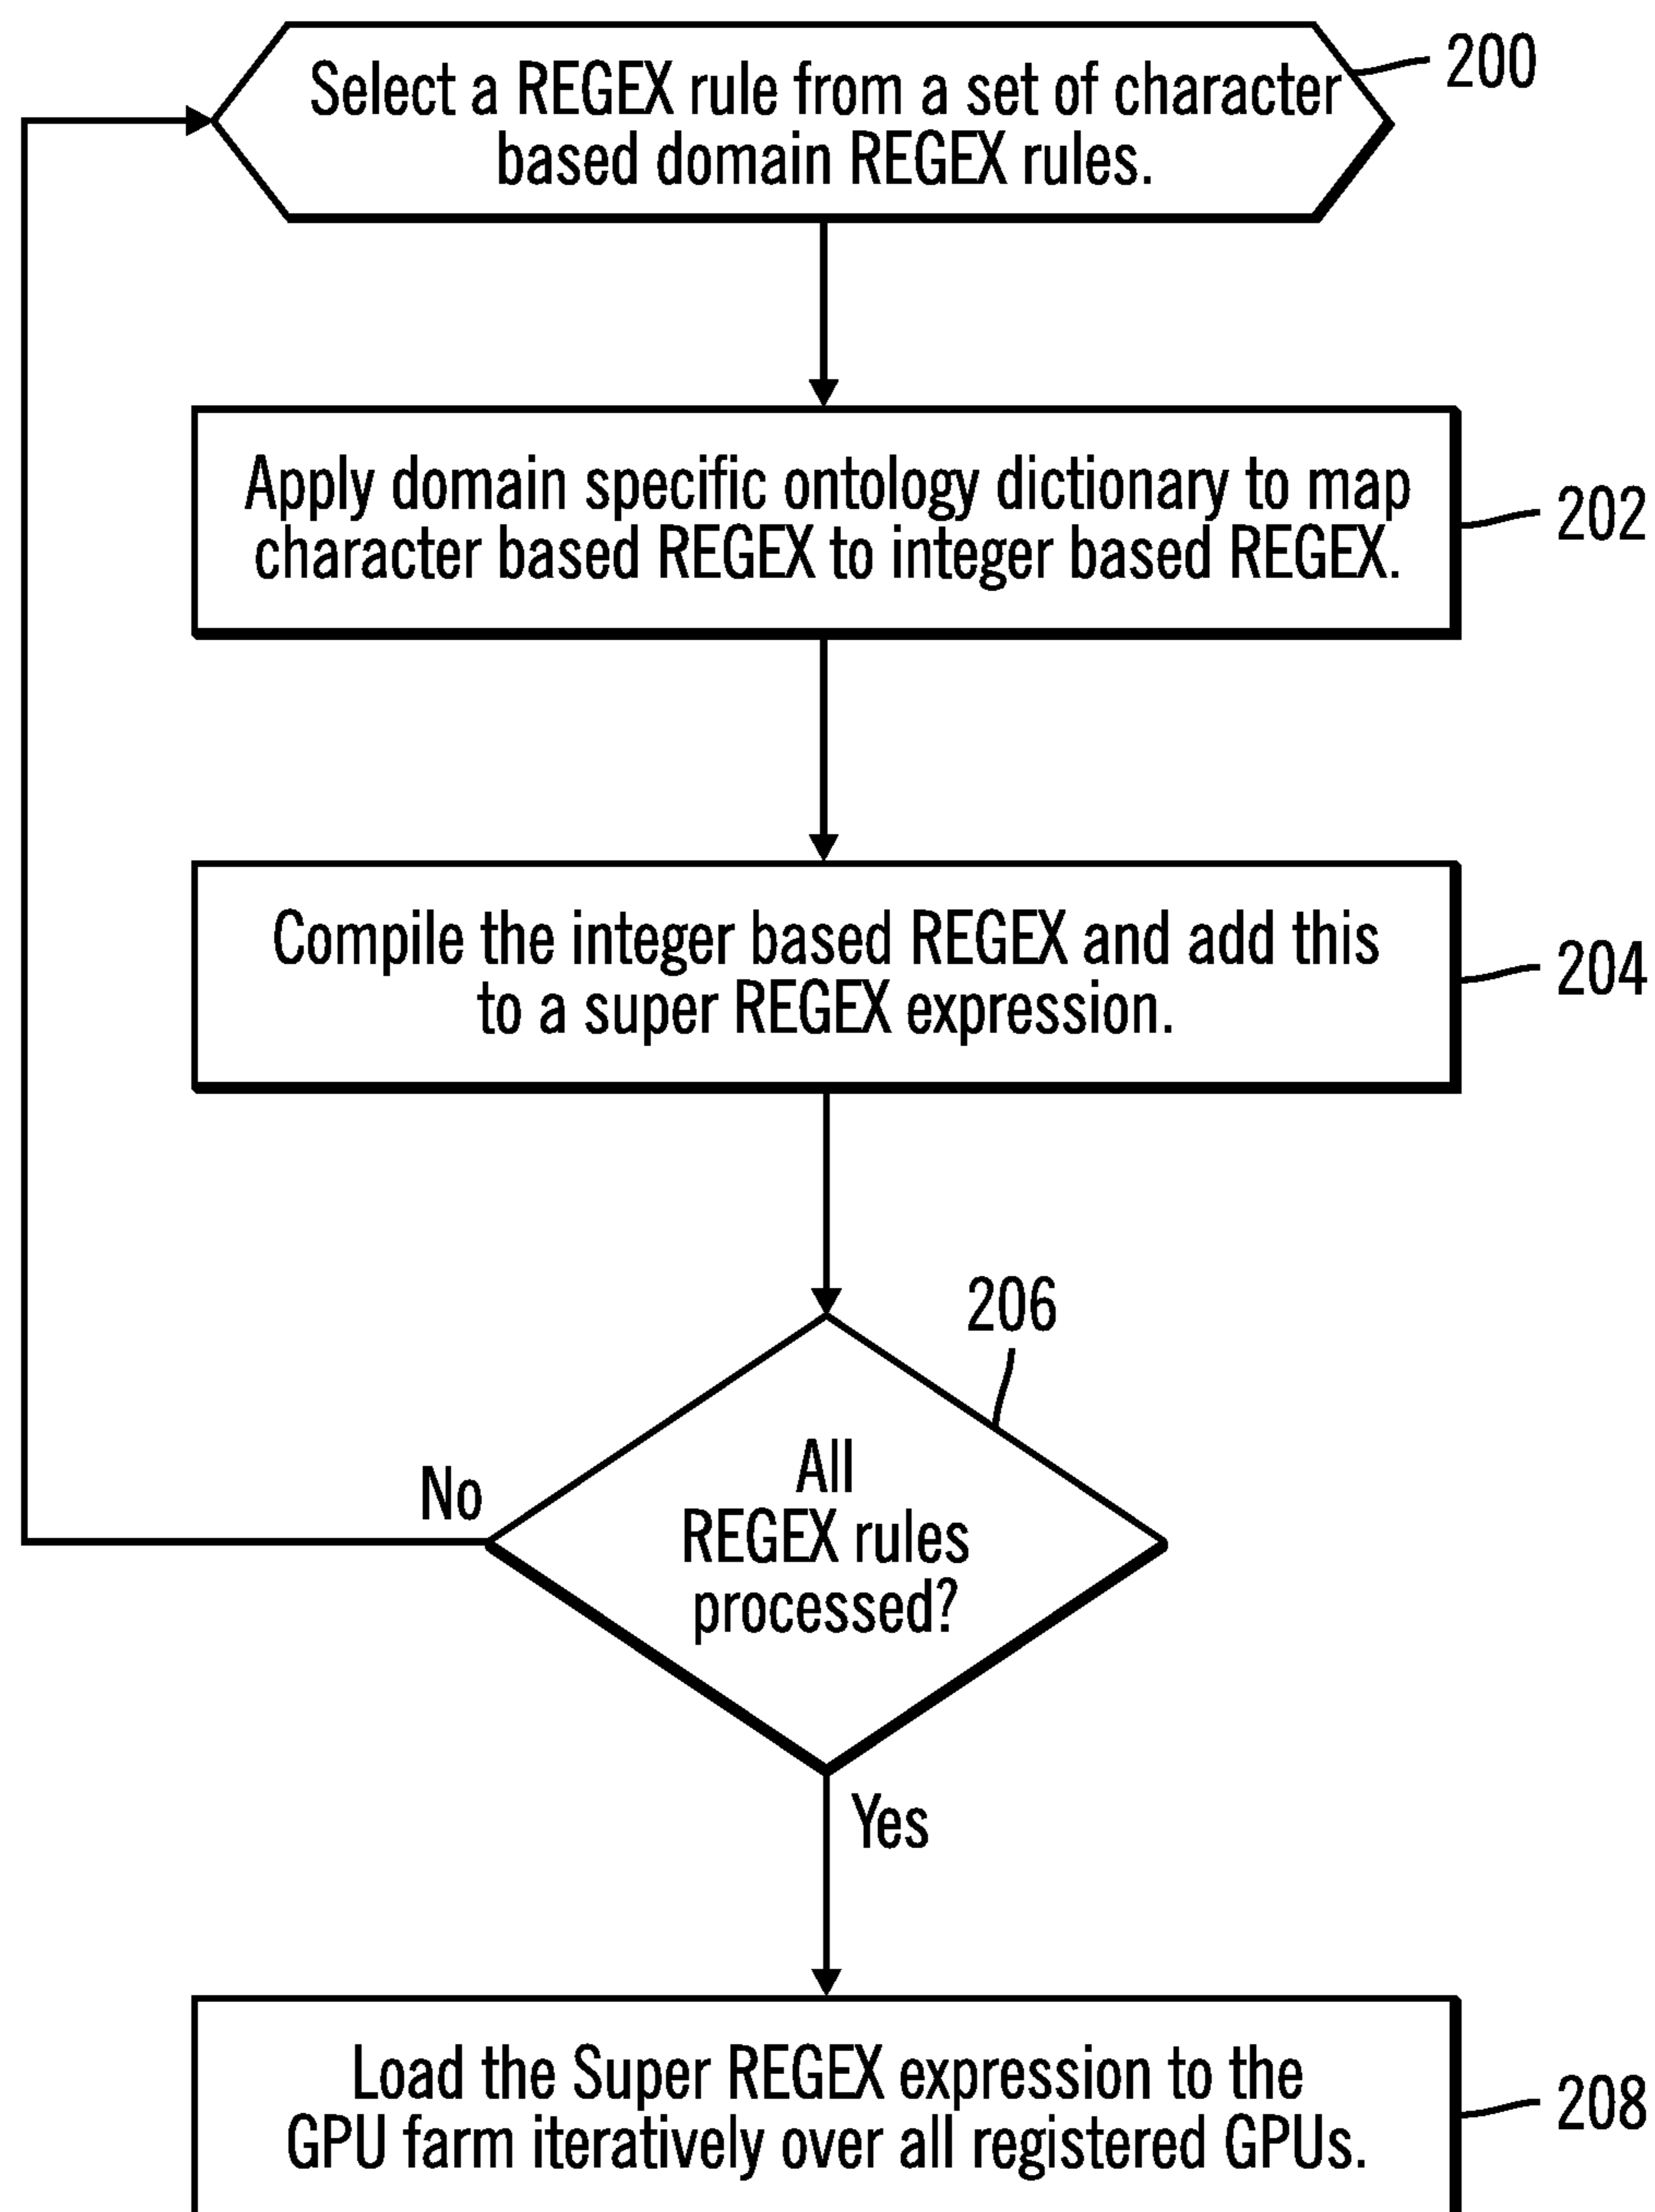 Select a REGEX rule from a set of character
based domain REGEX rules.
200
Apply domain specific ontology dictionary to map
character based REGEX to integer based REGEX.
202
Compile the integer based REGEX and add this
to a super REGEX expression.
204
206
All
REGEX rules
processed?
No
Yes
Load the Super REGEX expression to the
GPU farm iteratively over all registered GPUs.
208